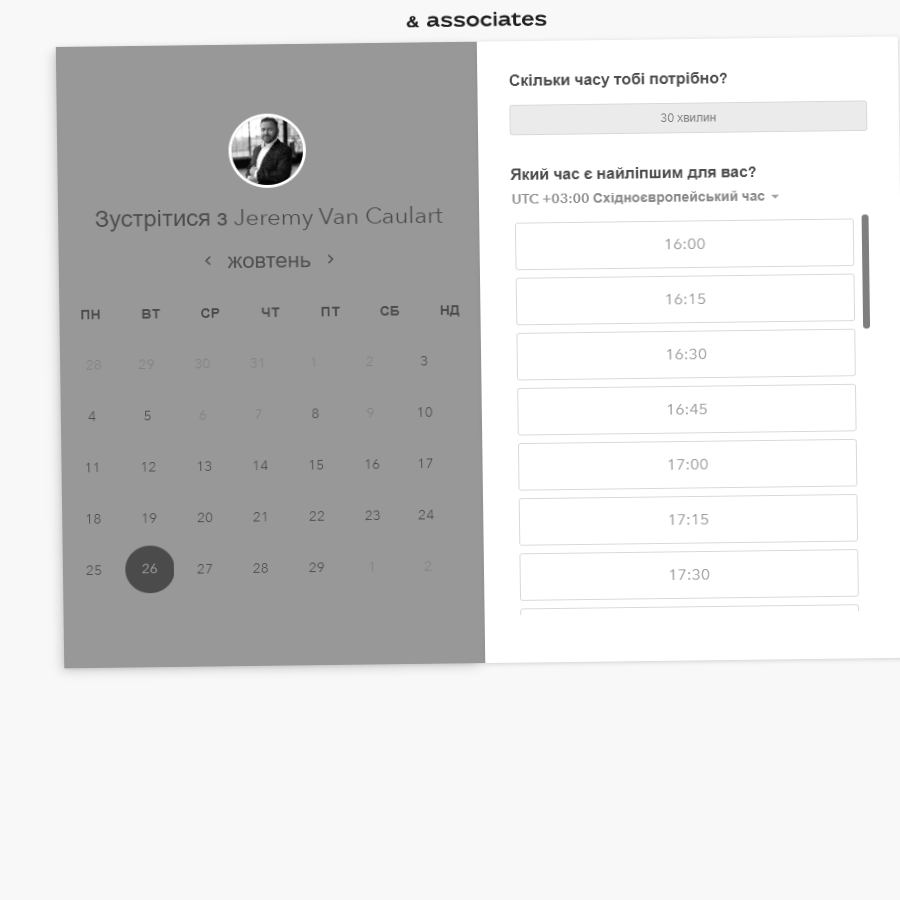 & associates
Зустрітися з Jeremy Van Caulart
жовтень
ПН ВТ СР ЧТ ПТ СБ НД
28 29 30 31 1 2 3
4 5 6 7 8 9 10
11 12 13 14 15 16 17
18 19 20 21 22 23 24
25 26 27 28 29 1 2
Скільки часу тобі потрібно?
30 хвилин
Який час є найліпшим для вас?
UTC +03:00 Східноєвропейський час
16:00
16:15
16:30
16:45
17:00
17:15
17:30